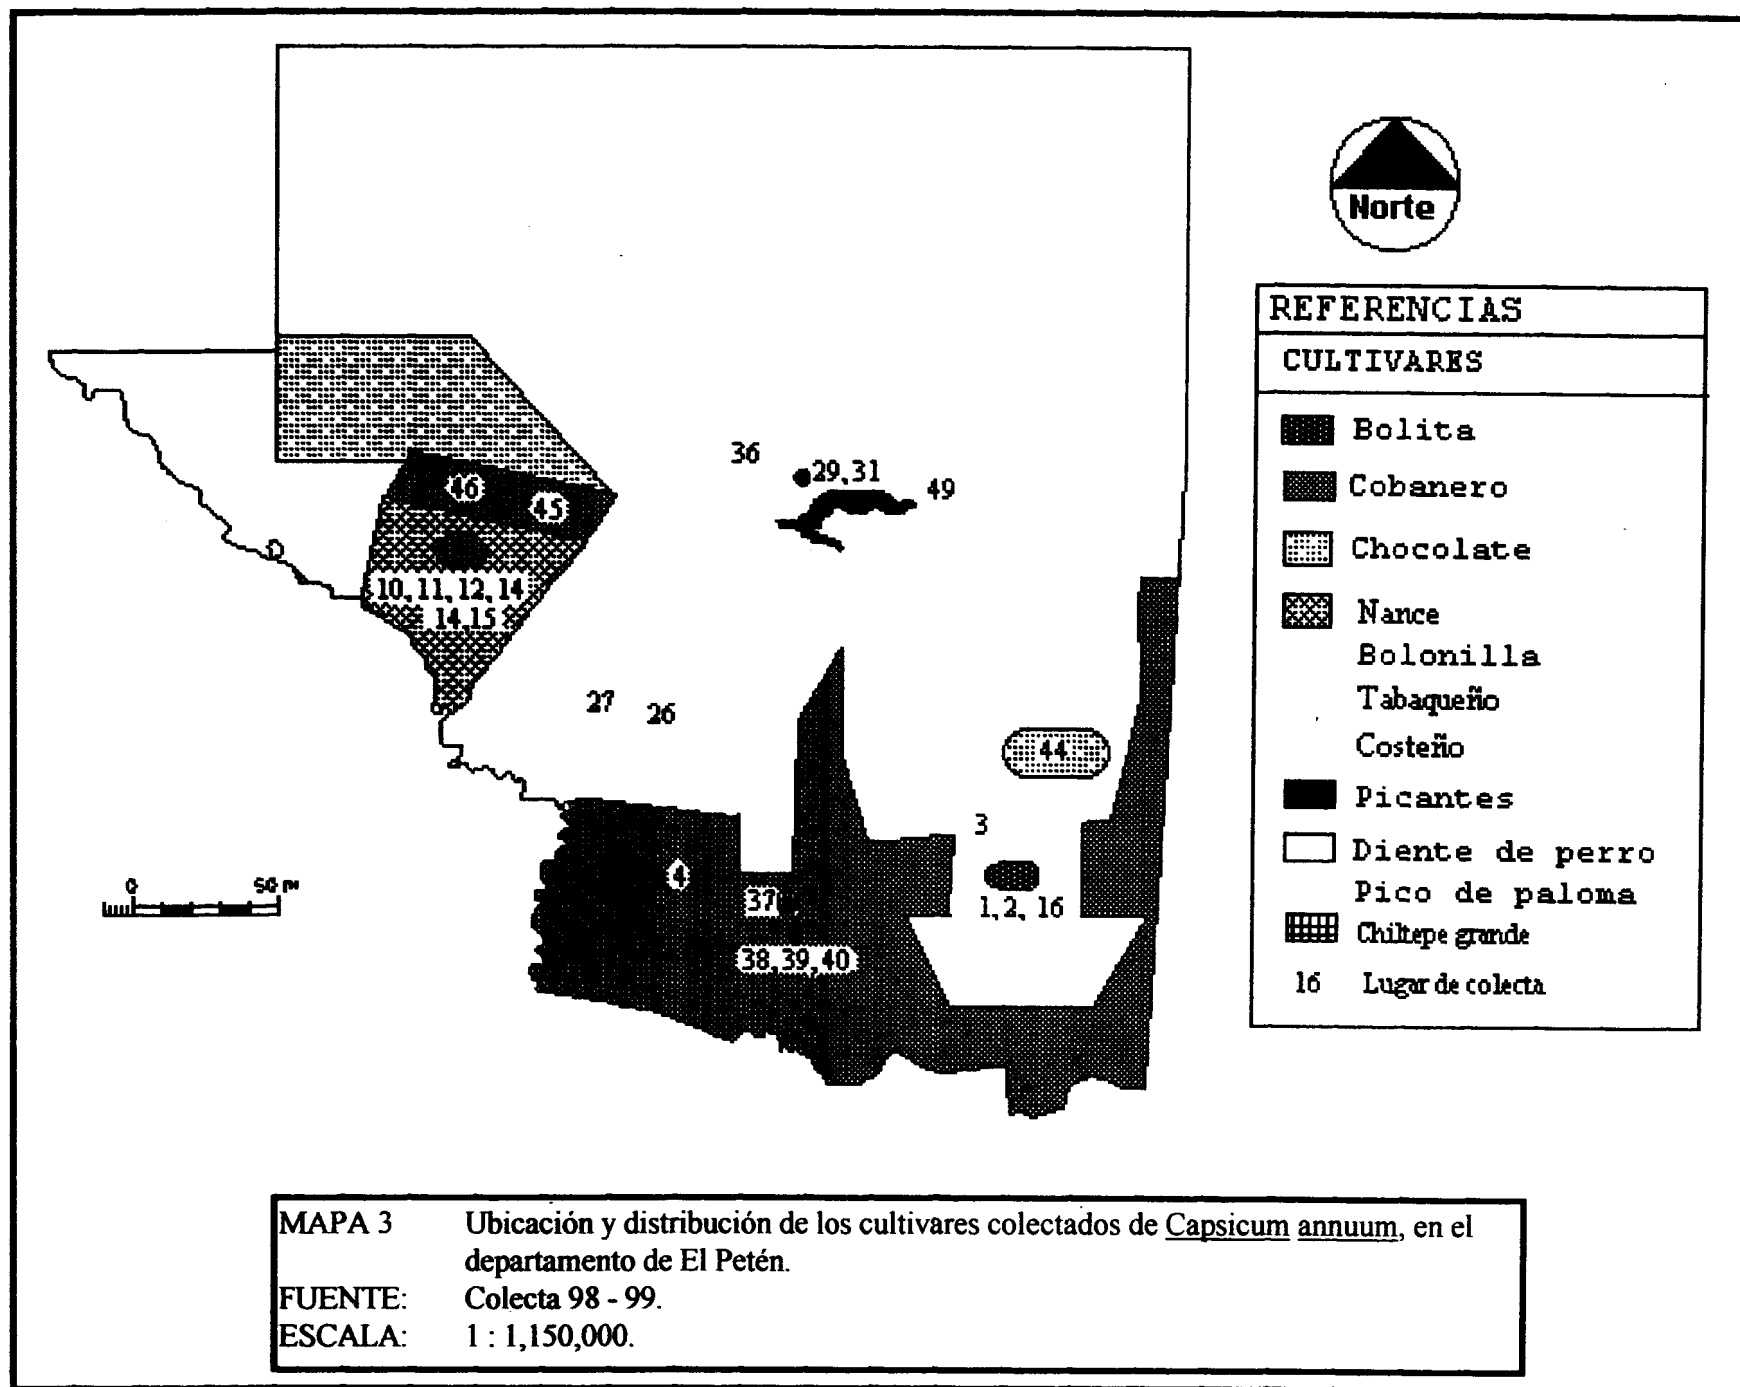 Norte
REFERENCIAS
CULTIVARES
Bolita
Cobanero
Chocolate
Nance
Bolonilla
Tabaqueño
Costeño
Picantes
Diente de perro
Pico de paloma
Chiltepe grande
16 Lugar de colecta
36
29,31
49
46
45
10,11,12,14
14,15
27
26
44
3
4
37
1,2, 16
38,39,40
0 50
MAPA 3 Ubicación y distribución de los cultivares colectados de Capsicum annuum, en el
departamento de El Petén.
FUENTE: Colecta 98 - 99.
ESCALA: 1 : 1,150,000.